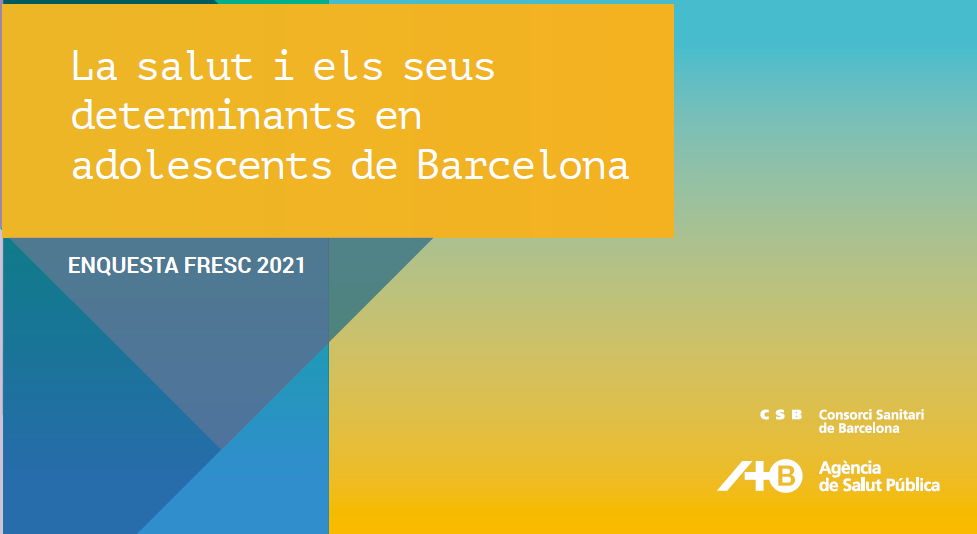 La salut i els seus
determinants en
adolescents de Barcelona
ENQUESTA FRESC 2021
CSB
Consorci Sanitari
de Barcelona
A+B
Agència
de Salut Pública